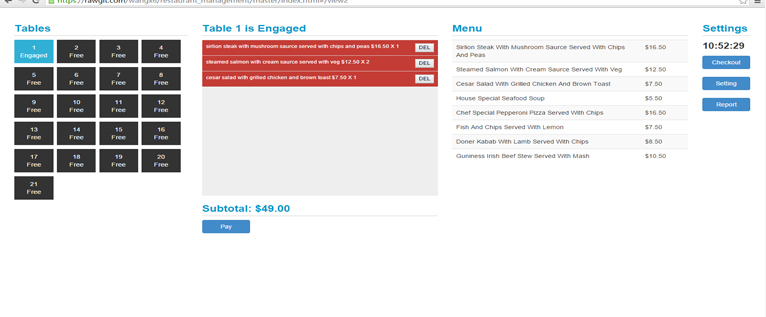 https://rawgit.com/wangxb/restaurant_management/master/index.html#/view2
Tables
1
Engaged
2
Free
3
Free
4
Free
5
Free
6
Free
7
Free
8
Free
9
Free
10
Free
11
Free
12
Free
13
Free
14
Free
15
Free
16
Free
17
Free
18
Free
19
Free
20
Free
21
Free
Table 1 is Engaged
sirlion steak with mushroom saurce served with chips and peas $16.50 X 1 DEL
steamed salmon with cream saurce served with veg $12.50 X 2 DEL
cesar salad with grilled chicken and brown toast $7.50 X 1 DEL
Subtotal: $49.00
Pay
Menu
Sirlion Steak With Mushroom Saurce Served With Chips $16.50
And Peas
Steamed Salmon With Cream Saurce Served With Veg $12.50
Cesar Salad With Grilled Chicken And Brown Toast $7.50
House Special Seafood Soup $5.50
Chef Special Pepperoni Pizza Served With Chips $16.50
Fish And Chips Served With Lemon $7.50
Doner Kabab With Lamb Served With Chips $8.50
Guniness Irish Beef Stew Served With Mash $10.50
Settings
10:52:29
Checkout
Setting
Report